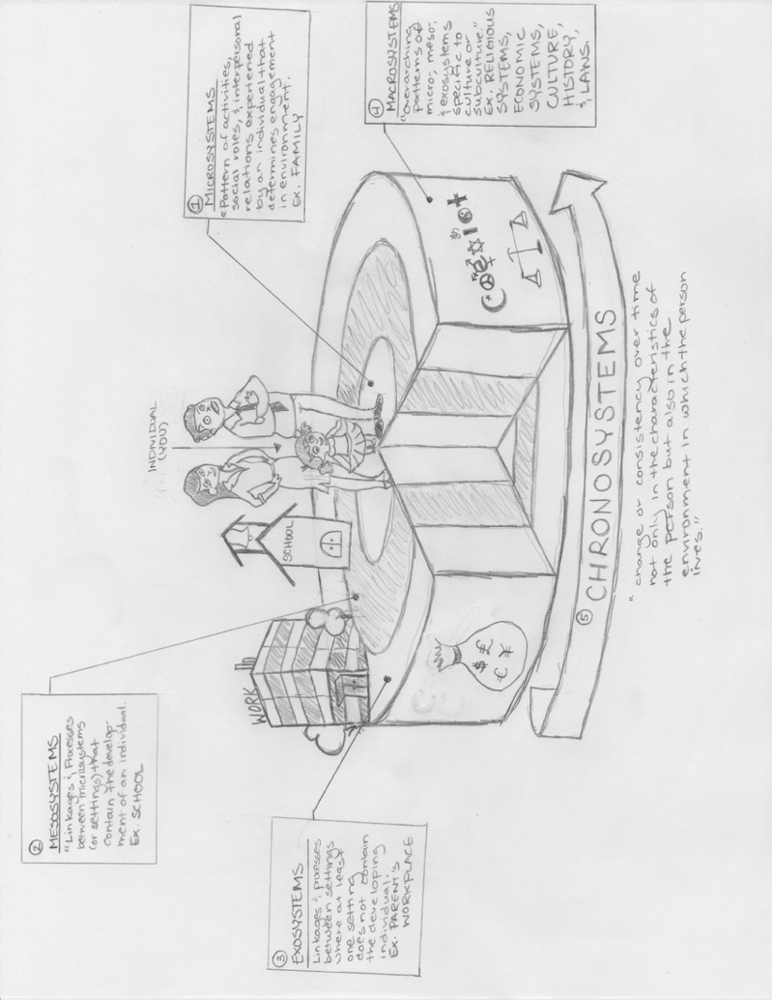 ①
MICROSYSTEMS
"Pattern of activities,
social roles, & interpersonal
relations experienced
by an individual that
determines engagement
in environment.
Ex. FAMILY
②
MESOSYSTEMS
"Linkages & Processes
between microsystems
(or settings) that
contain the develop-
ment of an individual.
Ex. SCHOOL
③
EXOSYSTEMS
Linkages & processes
between settings
where at least
one setting
does not contain
the developing
individual.
Ex. PARENT'S
WORKPLACE
④
MACROSYSTEMS
"Overarching
patterns of
micro-, meso-,
& exosystems
specific to
culture or
subculture."
Ex. RELIGIOUS
SYSTEMS,
ECONOMIC
SYSTEMS,
CULTURE,
HISTORY,
& LAWS.
INDIVIDUAL
(YOU)
WORK
SCHOOL
$ £
€ ¥
⑤ CHRONOSYSTEMS
"change or consistency over time
not only in the characteristics of
the person but also in the
environment in which the person
lives."